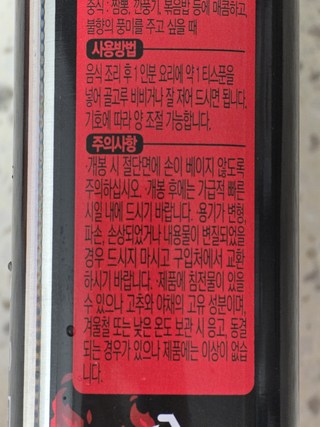 중식 : 짬뽕, 깐풍기, 볶음밥 등에 매콤하고,
불향의 풍미를 주고 싶을 때
사용방법
음식 조리 후 1인분 요리에 약 1티스푼을
넣어 골고루 비비거나 잘 저어 드시면 됩니다.
기호에 따라 양 조절 가능합니다.
주의사항
·개봉 시 절단면에 손이 베이지 않도록
주의하십시오. ·개봉 후에는 가급적 빠른
시일 내에 드시기 바랍니다. ·용기가 변형,
파손, 손상되었거나 내용물이 변질되었을
경우 드시지 마시고 구입처에서 교환
하시기 바랍니다. ·제품에 침전물이 있을
수 있으나 고추와 야채의 고유 성분이며,
겨울철 또는 낮은 온도 보관 시 응고, 동결
되는 경우가 있으나 제품에는 이상이 없습
니다.